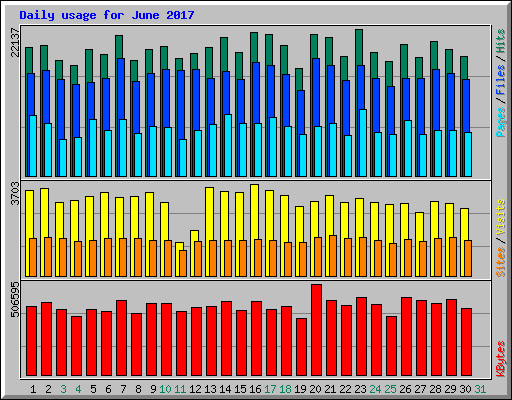 Daily usage for June 2017
22137
Pages / Files / Hits
3703
Sites / Visits
506595
KBytes
1 2 3 4 5 6 7 8 9 10 11 12 13 14 15 16 17 18 19 20 21 22 23 24 25 26 27 28 29 30 31